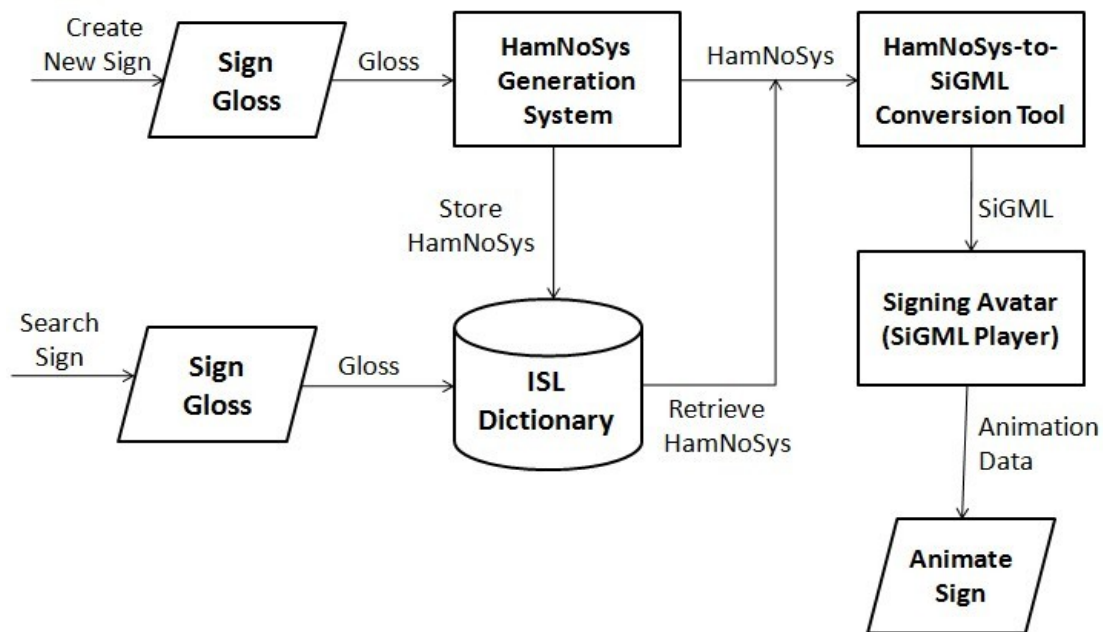 Create
New Sign
Sign
Gloss
Gloss
HamNoSys
Generation
System
HamNoSys
HamNoSys-to-
SiGML
Conversion Tool
Store
HamNoSys
SiGML
Search
Sign
Sign
Gloss
Gloss
ISL
Dictionary
Retrieve
HamNoSys
Signing Avatar
(SiGML Player)
Animation
Data
Animate
Sign